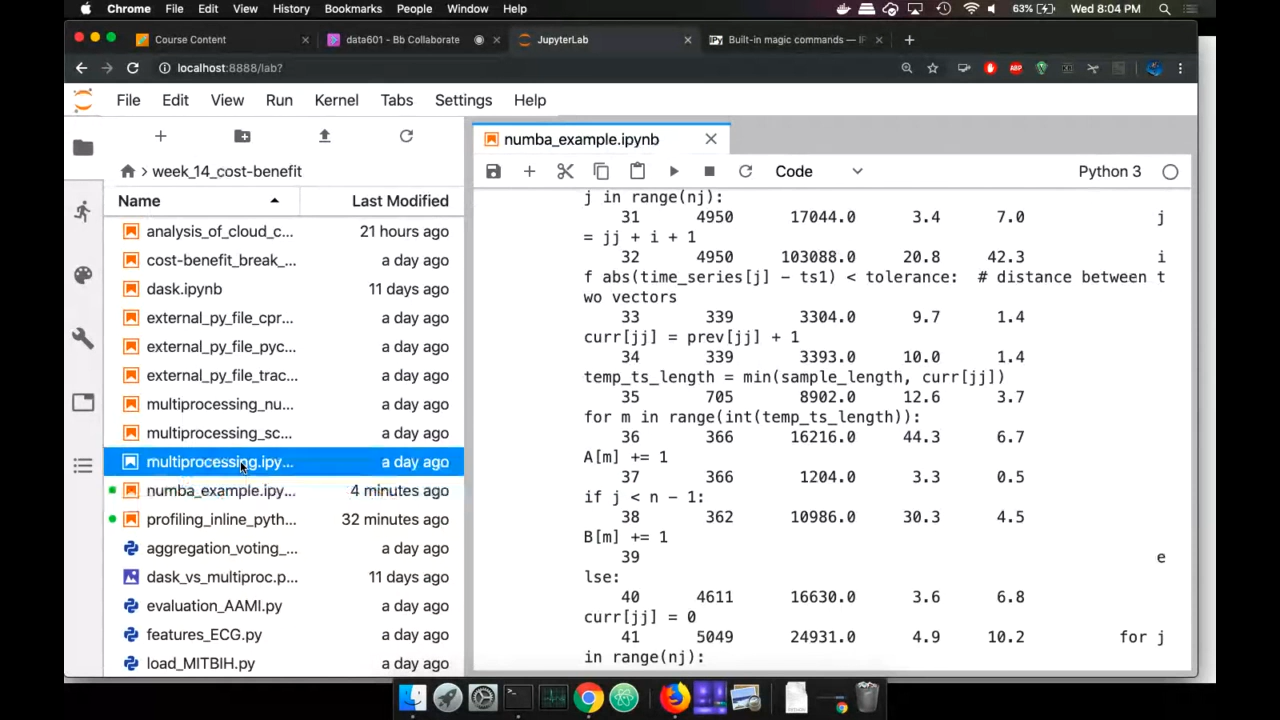 Chrome File Edit View History Bookmarks People Window Help 63% Wed 8:04 PM
Course Content data601 - Bb Collaborate JupyterLab Built-in magic commands — IP
localhost:8888/lab?
File Edit View Run Kernel Tabs Settings Help
numba_example.ipynb
week_14_cost-benefit
Code Python 3
Name Last Modified
analysis_of_cloud_c... 21 hours ago
cost-benefit_break_... a day ago
dask.ipynb 11 days ago
external_py_file_cpr... a day ago
external_py_file_pyc... a day ago
external_py_file_trac... a day ago
multiprocessing_nu... a day ago
multiprocessing_sc... a day ago
multiprocessing.ipy... a day ago
numba_example.ipy... 4 minutes ago
profiling_inline_pyth... 32 minutes ago
aggregation_voting_... a day ago
dask_vs_multiproc.p... 11 days ago
evaluation_AAMI.py a day ago
features_ECG.py a day ago
load_MITBIH.py a day ago
j in range(nj):
31 4950 17044.0 3.4 7.0 j
= jj + i + 1
32 4950 103088.0 20.8 42.3 i
f abs(time_series[j] - ts1) < tolerance: # distance between t
wo vectors
33 339 3304.0 9.7 1.4
curr[jj] = prev[jj] + 1
34 339 3393.0 10.0 1.4
temp_ts_length = min(sample_length, curr[jj])
35 705 8902.0 12.6 3.7
for m in range(int(temp_ts_length)):
36 366 16216.0 44.3 6.7
A[m] += 1
37 366 1204.0 3.3 0.5
if j < n - 1:
38 362 10986.0 30.3 4.5
B[m] += 1
39 e
lse:
40 4611 16630.0 3.6 6.8
curr[jj] = 0
41 5049 24931.0 4.9 10.2 for j
in range(nj):